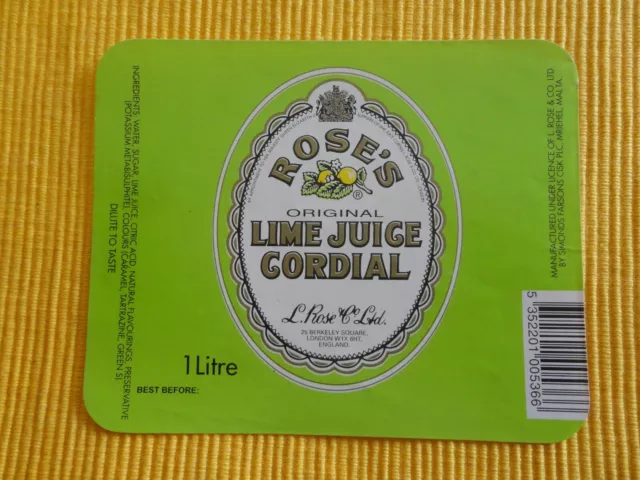 INGREDIENTS: WATER, SUGAR, LIME JUICE, CITRIC ACID, NATURAL FLAVOURINGS, PRESERVATIVE
(POTASSIUM METABISULPHITE), COLOURS (CARAMEL, TARTRAZINE, GREEN S)
DILUTE TO TASTE
ROSE'S
®
ORIGINAL
LIME JUICE
CORDIAL
L. Rose & Co Ltd.
25 BERKELEY SQUARE,
LONDON W1X 6HT,
ENGLAND.
1 Litre
BEST BEFORE:
MANUFACTURED UNDER LICENCE OF L. ROSE & CO. LTD
BY SIMONDS FARSONS CISK PLC, MRIEHEL, MALTA.
5 352201 005366